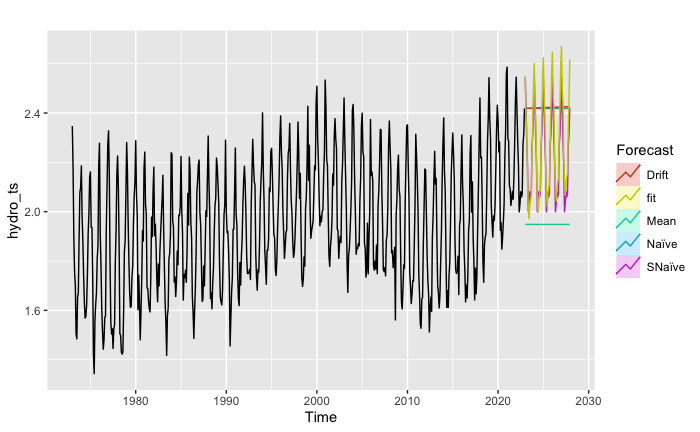 hydro_ts
2.4
2.0
1.6
1980
1990
2000
2010
2020
2030
Time
Forecast
Drift
fit
Mean
Naïve
SNaïve